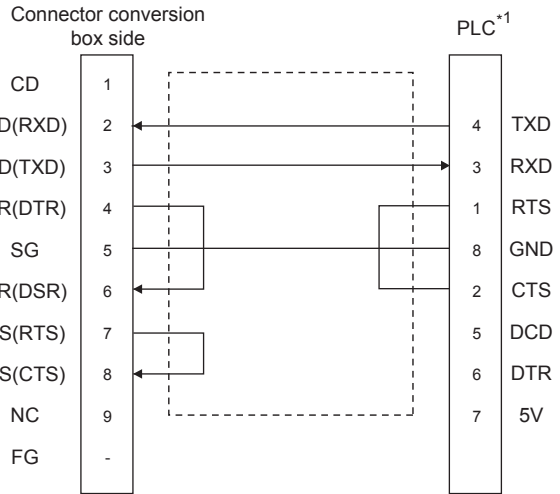 Connector conversion
box side
PLC*1
CD 1
D(RXD) 2 4 TXD
D(TXD) 3 3 RXD
R(DTR) 4 1 RTS
SG 5 8 GND
R(DSR) 6 2 CTS
S(RTS) 7 5 DCD
S(CTS) 8 6 DTR
NC 9 7 5V
FG -